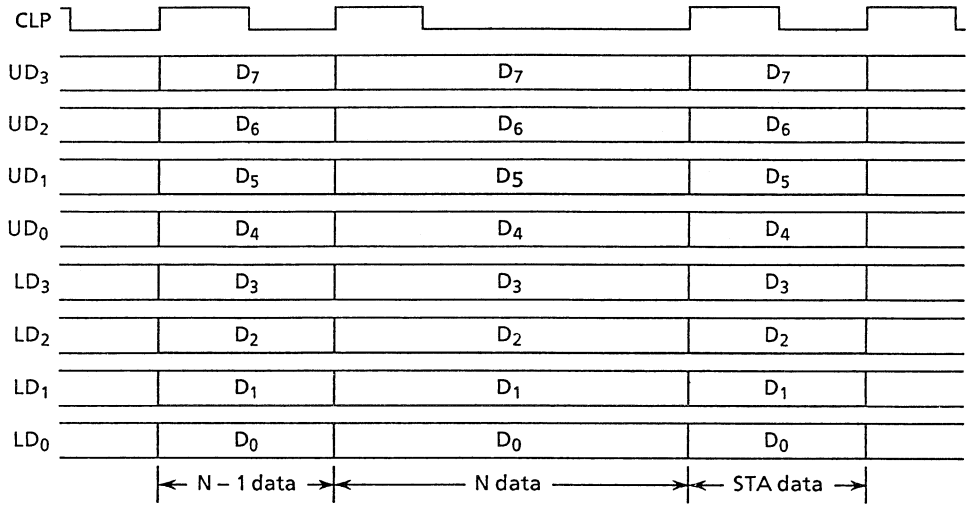 CLP
UD₃ D₇ D₇ D₇
UD₂ D₆ D₆ D₆
UD₁ D₅ D₅ D₅
UD₀ D₄ D₄ D₄
LD₃ D₃ D₃ D₃
LD₂ D₂ D₂ D₂
LD₁ D₁ D₁ D₁
LD₀ D₀ D₀ D₀
N – 1 data N data STA data